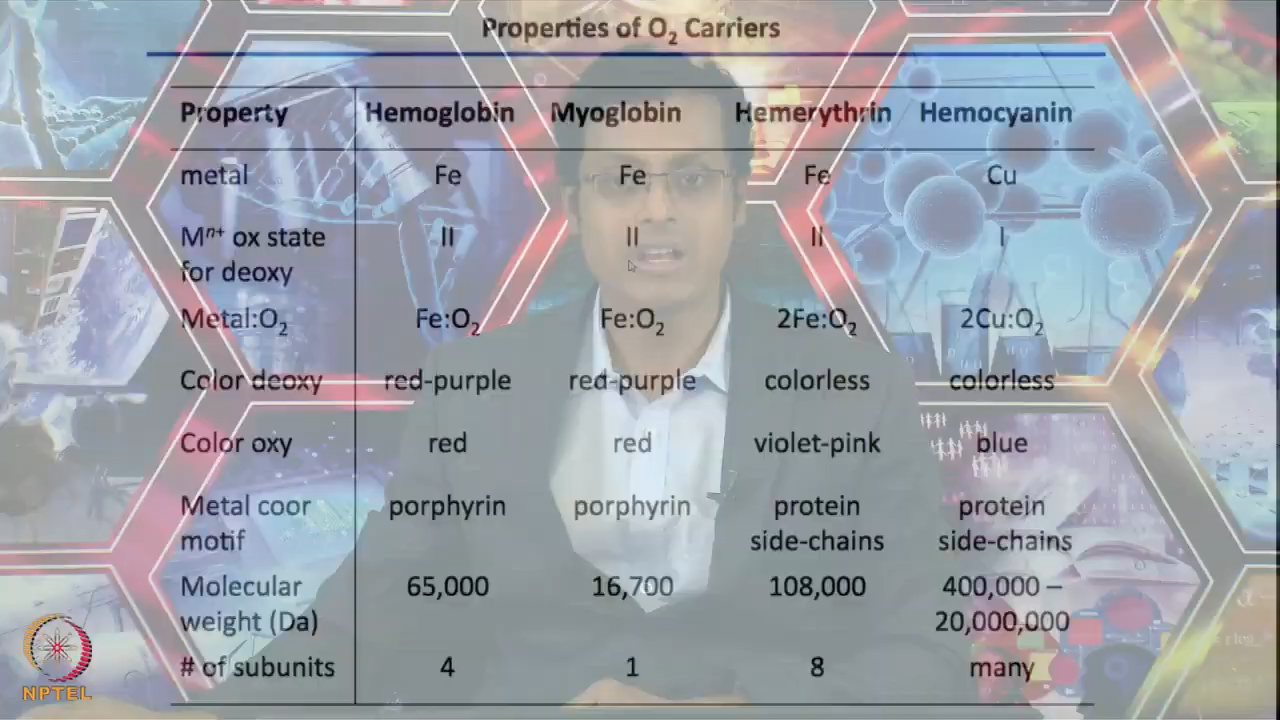 Properties of O₂ Carriers
Property Hemoglobin Myoglobin Hemerythrin Hemocyanin
metal Fe Fe Fe Cu
Mⁿ⁺ ox state II II II I
for deoxy
Metal:O₂ Fe:O₂ Fe:O₂ 2Fe:O₂ 2Cu:O₂
Color deoxy red-purple red-purple colorless colorless
Color oxy red red violet-pink blue
Metal coor porphyrin porphyrin protein protein
motif side-chains side-chains
Molecular 65,000 16,700 108,000 400,000 –
weight (Da) 20,000,000
# of subunits 4 1 8 many
NPTEL